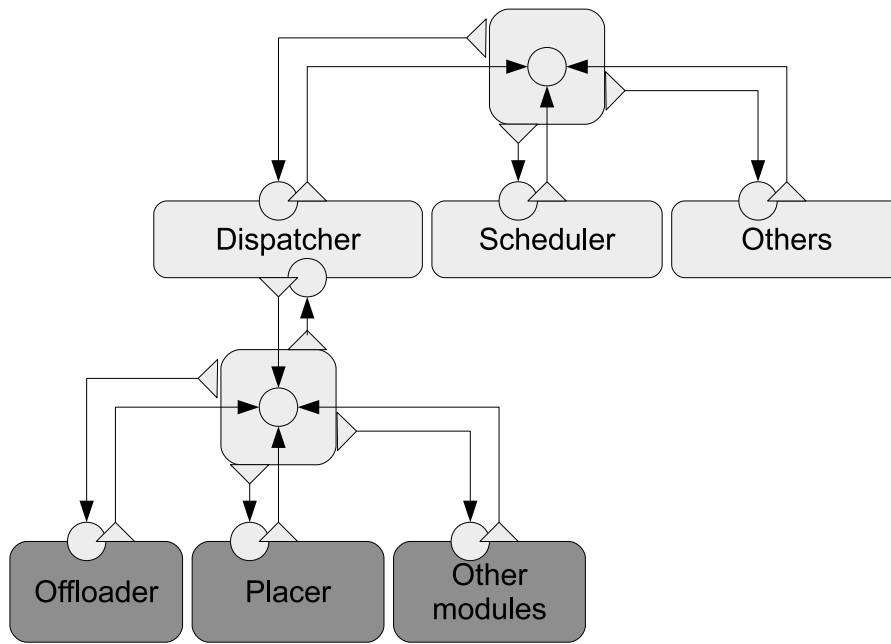 Dispatcher
Scheduler
Others
Offloader
Placer
Other
modules